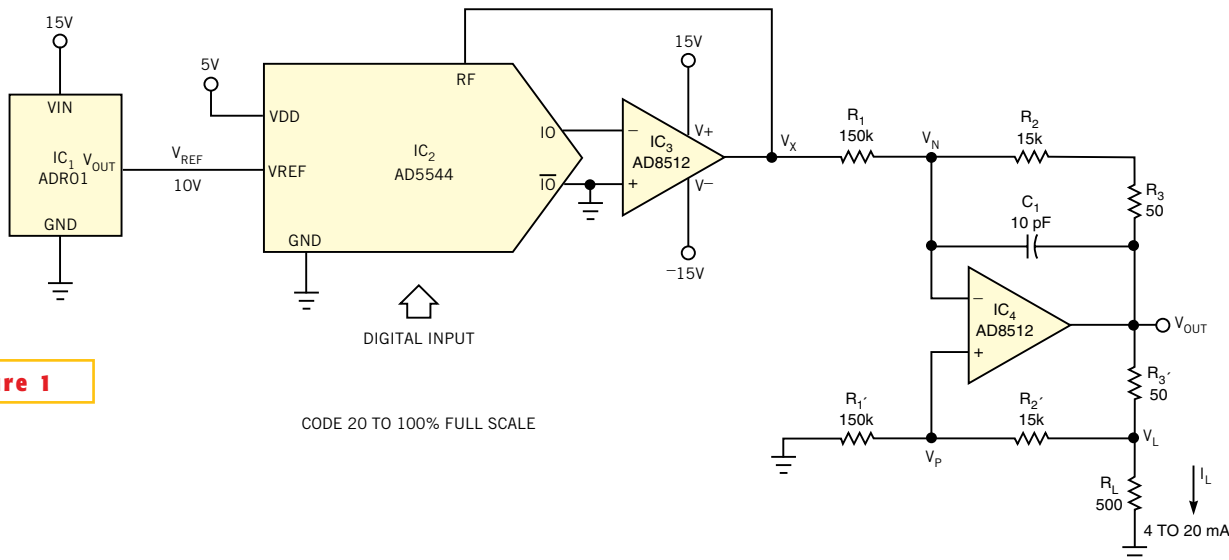 15V
VIN
IC1 VOUT
ADR01
GND
VREF
10V
5V
VDD
VREF
GND
RF
IC2
AD5544
IO
IO
DIGITAL INPUT
CODE 20 TO 100% FULL SCALE
15V
V+
−
IC3
AD8512
+
V−
−15V
VX
R1
150k
VN
R2
15k
R3
50
C1
10 pF
−
IC4
AD8512
+
VOUT
R3′
50
R1′
150k
VP
R2′
15k
VL
RL
500
IL
4 TO 20 mA
re 1